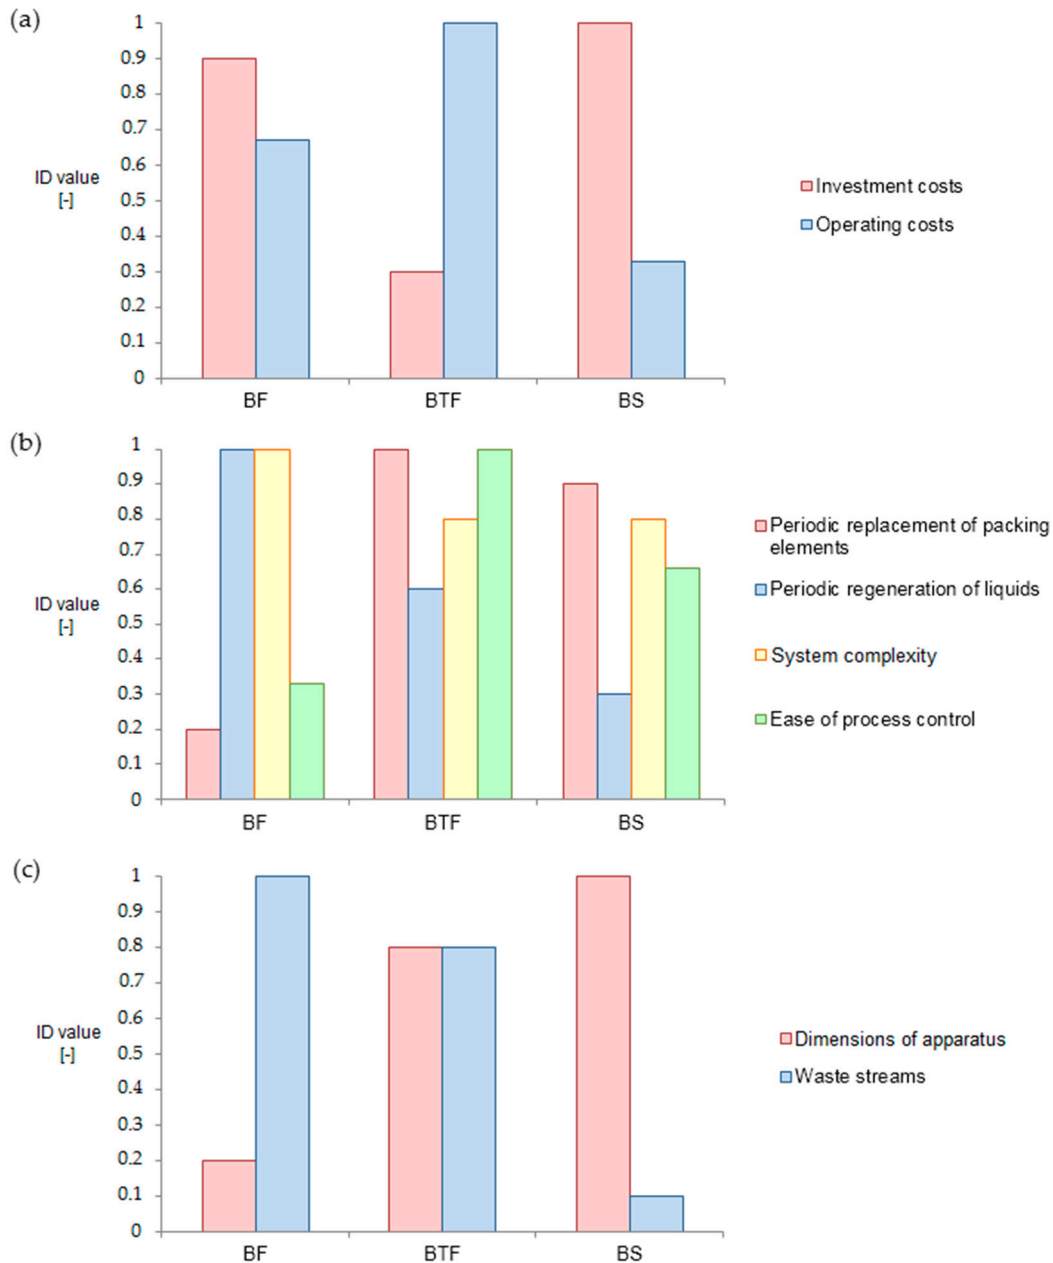 (a)
1
0.9
0.8
0.7
0.6
0.5
0.4
0.3
0.2
0.1
0
ID value
[-]
BF
BTF
BS
Investment costs
Operating costs
(b)
1
0.9
0.8
0.7
0.6
0.5
0.4
0.3
0.2
0.1
0
ID value
[-]
BF
BTF
BS
Periodic replacement of packing
elements
Periodic regeneration of liquids
System complexity
Ease of process control
(c)
1
0.9
0.8
0.7
0.6
0.5
0.4
0.3
0.2
0.1
0
ID value
[-]
BF
BTF
BS
Dimensions of apparatus
Waste streams